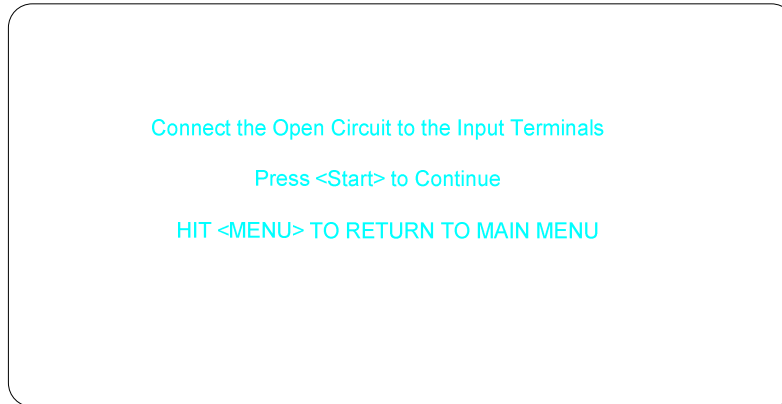 Connect the Open Circuit to the Input Terminals
Press <Start> to Continue
HIT <MENU> TO RETURN TO MAIN MENU